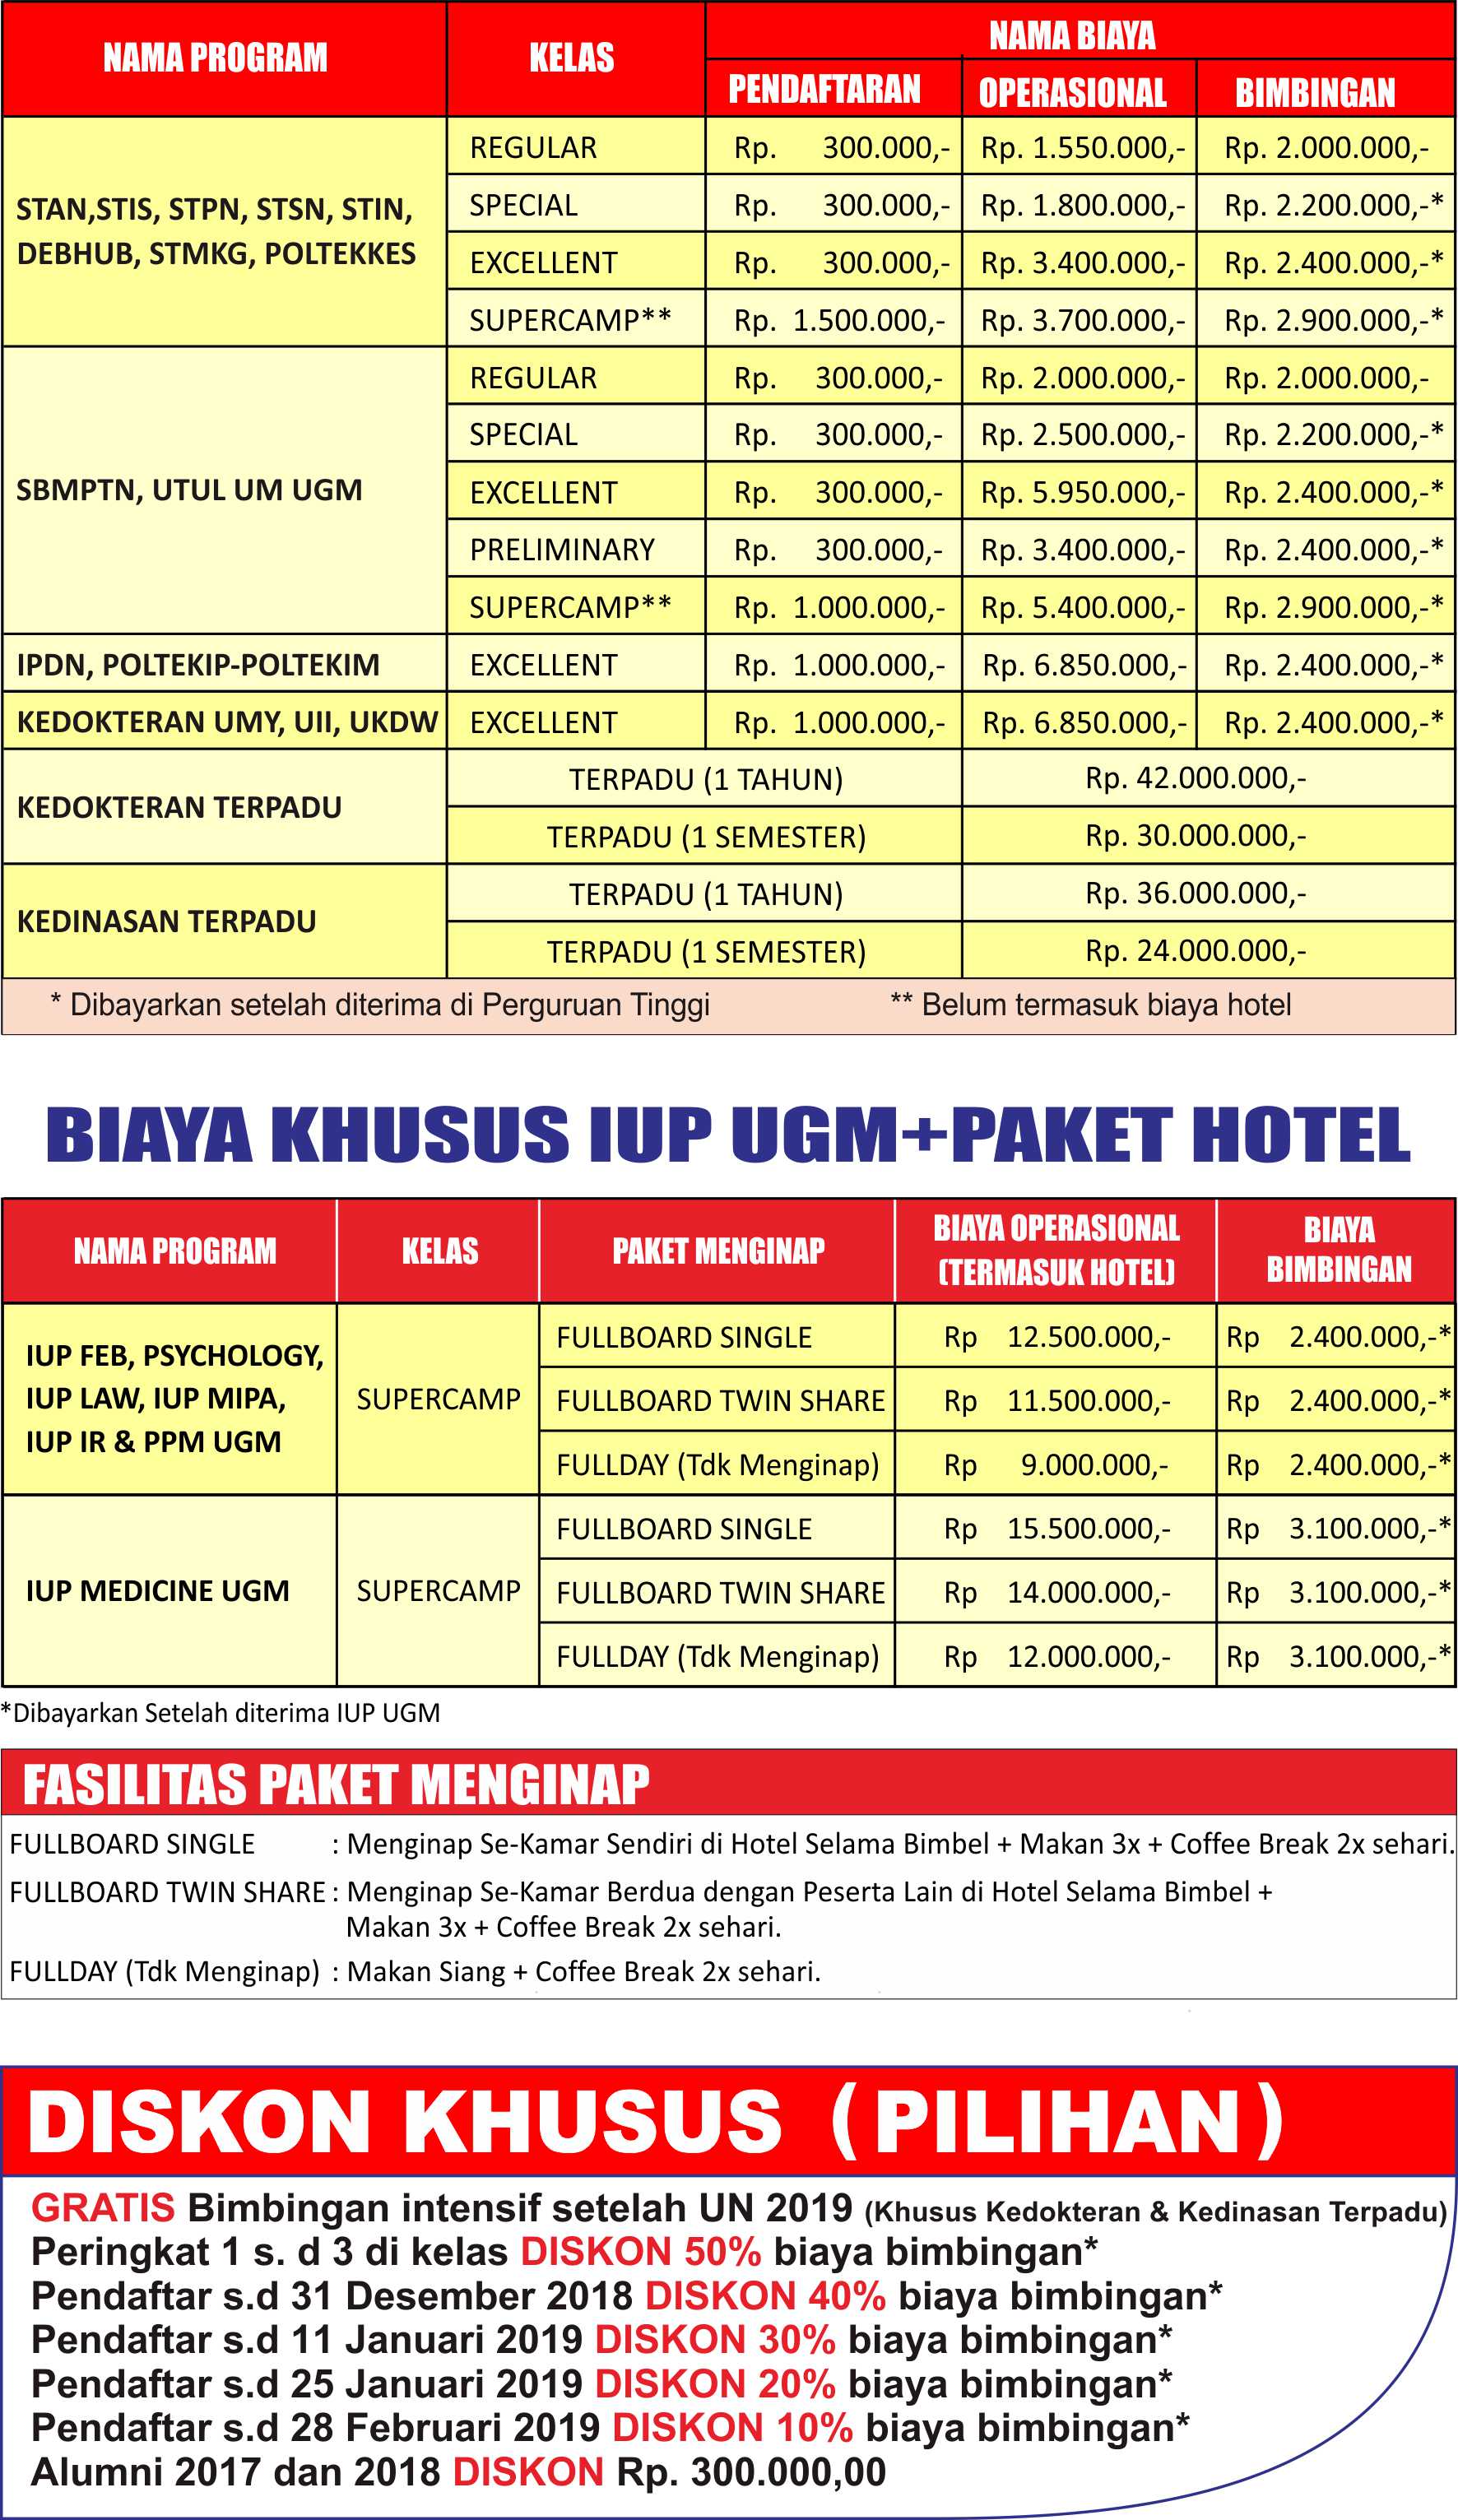 NAMA PROGRAM KELAS NAMA BIAYA
PENDAFTARAN OPERASIONAL BIMBINGAN
STAN,STIS, STPN, STSN, STIN,
DEBHUB, STMKG, POLTEKKES
REGULAR Rp. 300.000,- Rp. 1.550.000,- Rp. 2.000.000,-
SPECIAL Rp. 300.000,- Rp. 1.800.000,- Rp. 2.200.000,-*
EXCELLENT Rp. 300.000,- Rp. 3.400.000,- Rp. 2.400.000,-*
SUPERCAMP** Rp. 1.500.000,- Rp. 3.700.000,- Rp. 2.900.000,-*
SBMPTN, UTUL UM UGM
REGULAR Rp. 300.000,- Rp. 2.000.000,- Rp. 2.000.000,-
SPECIAL Rp. 300.000,- Rp. 2.500.000,- Rp. 2.200.000,-*
EXCELLENT Rp. 300.000,- Rp. 5.950.000,- Rp. 2.400.000,-*
PRELIMINARY Rp. 300.000,- Rp. 3.400.000,- Rp. 2.400.000,-*
SUPERCAMP** Rp. 1.000.000,- Rp. 5.400.000,- Rp. 2.900.000,-*
IPDN, POLTEKIP-POLTEKIM EXCELLENT Rp. 1.000.000,- Rp. 6.850.000,- Rp. 2.400.000,-*
KEDOKTERAN UMY, UII, UKDW EXCELLENT Rp. 1.000.000,- Rp. 6.850.000,- Rp. 2.400.000,-*
KEDOKTERAN TERPADU
TERPADU (1 TAHUN) Rp. 42.000.000,-
TERPADU (1 SEMESTER) Rp. 30.000.000,-
KEDINASAN TERPADU
TERPADU (1 TAHUN) Rp. 36.000.000,-
TERPADU (1 SEMESTER) Rp. 24.000.000,-
* Dibayarkan setelah diterima di Perguruan Tinggi ** Belum termasuk biaya hotel
BIAYA KHUSUS IUP UGM+PAKET HOTEL
NAMA PROGRAM KELAS PAKET MENGINAP BIAYA OPERASIONAL
(TERMASUK HOTEL) BIAYA
BIMBINGAN
IUP FEB, PSYCHOLOGY,
IUP LAW, IUP MIPA,
IUP IR & PPM UGM
SUPERCAMP
FULLBOARD SINGLE Rp 12.500.000,- Rp 2.400.000,-*
FULLBOARD TWIN SHARE Rp 11.500.000,- Rp 2.400.000,-*
FULLDAY (Tdk Menginap) Rp 9.000.000,- Rp 2.400.000,-*
IUP MEDICINE UGM
SUPERCAMP
FULLBOARD SINGLE Rp 15.500.000,- Rp 3.100.000,-*
FULLBOARD TWIN SHARE Rp 14.000.000,- Rp 3.100.000,-*
FULLDAY (Tdk Menginap) Rp 12.000.000,- Rp 3.100.000,-*
*Dibayarkan Setelah diterima IUP UGM
FASILITAS PAKET MENGINAP
FULLBOARD SINGLE : Menginap Se-Kamar Sendiri di Hotel Selama Bimbel + Makan 3x + Coffee Break 2x sehari.
FULLBOARD TWIN SHARE : Menginap Se-Kamar Berdua dengan Peserta Lain di Hotel Selama Bimbel +
Makan 3x + Coffee Break 2x sehari.
FULLDAY (Tdk Menginap) : Makan Siang + Coffee Break 2x sehari.
DISKON KHUSUS (PILIHAN)
GRATIS Bimbingan intensif setelah UN 2019 (Khusus Kedokteran & Kedinasan Terpadu)
Peringkat 1 s. d 3 di kelas DISKON 50% biaya bimbingan*
Pendaftar s.d 31 Desember 2018 DISKON 40% biaya bimbingan*
Pendaftar s.d 11 Januari 2019 DISKON 30% biaya bimbingan*
Pendaftar s.d 25 Januari 2019 DISKON 20% biaya bimbingan*
Pendaftar s.d 28 Februari 2019 DISKON 10% biaya bimbingan*
Alumni 2017 dan 2018 DISKON Rp. 300.000,00